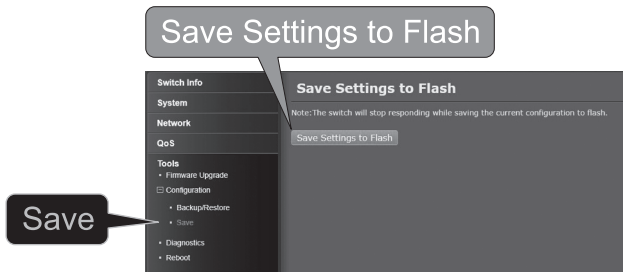 Save Settings to Flash
Switch Info
System
Network
QoS
Tools
• Firmware Upgrade
Configuration
• Backup/Restore
• Save
• Diagnostics
• Reboot
Save
Save Settings to Flash
Note:The switch will stop responding while saving the current configuration to flash.
Save Settings to Flash